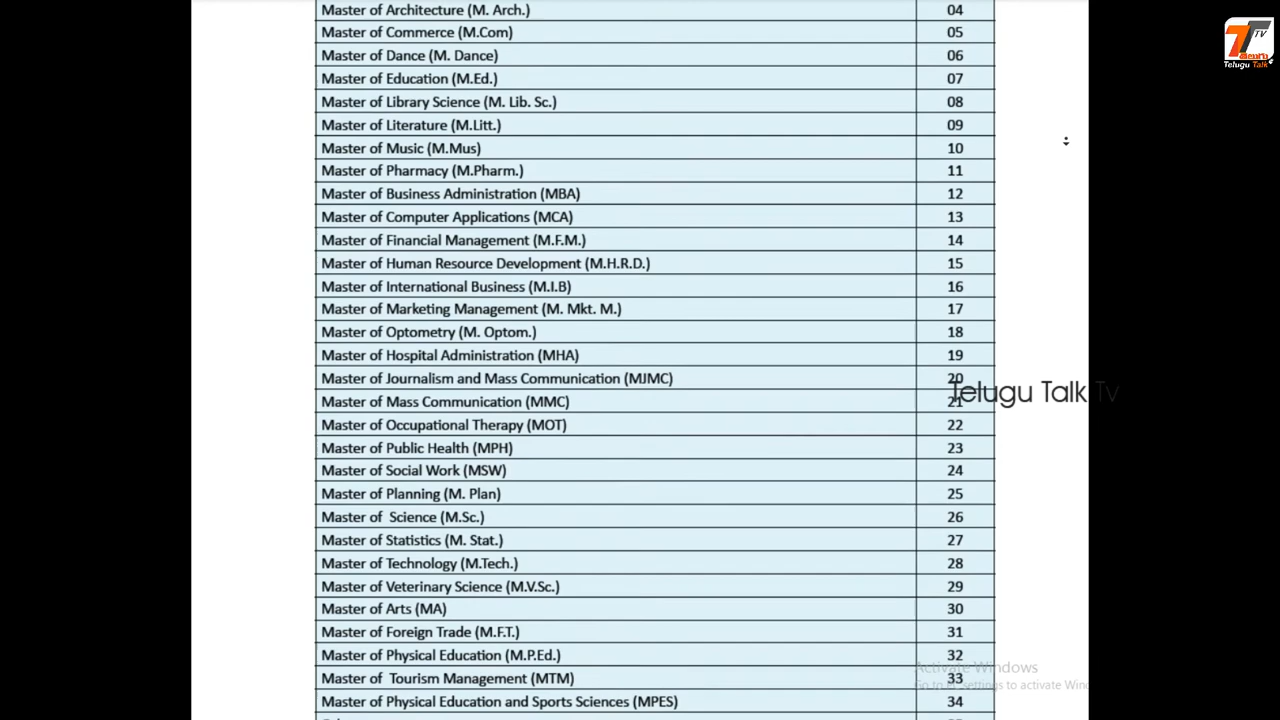 Master of Architecture (M. Arch.) 04
Master of Commerce (M.Com) 05
Master of Dance (M. Dance) 06
Master of Education (M.Ed.) 07
Master of Library Science (M. Lib. Sc.) 08
Master of Literature (M.Litt.) 09
Master of Music (M.Mus) 10
Master of Pharmacy (M.Pharm.) 11
Master of Business Administration (MBA) 12
Master of Computer Applications (MCA) 13
Master of Financial Management (M.F.M.) 14
Master of Human Resource Development (M.H.R.D.) 15
Master of International Business (M.I.B) 16
Master of Marketing Management (M. Mkt. M.) 17
Master of Optometry (M. Optom.) 18
Master of Hospital Administration (MHA) 19
Master of Journalism and Mass Communication (MJMC) 20
Master of Mass Communication (MMC) 21
Master of Occupational Therapy (MOT) 22
Master of Public Health (MPH) 23
Master of Social Work (MSW) 24
Master of Planning (M. Plan) 25
Master of Science (M.Sc.) 26
Master of Statistics (M. Stat.) 27
Master of Technology (M.Tech.) 28
Master of Veterinary Science (M.V.Sc.) 29
Master of Arts (MA) 30
Master of Foreign Trade (M.F.T.) 31
Master of Physical Education (M.P.Ed.) 32
Master of Tourism Management (MTM) 33
Master of Physical Education and Sports Sciences (MPES) 34
TV
Telugu Talk
Telugu Talk Tv
Activate Windows
Go to PC settings to activate